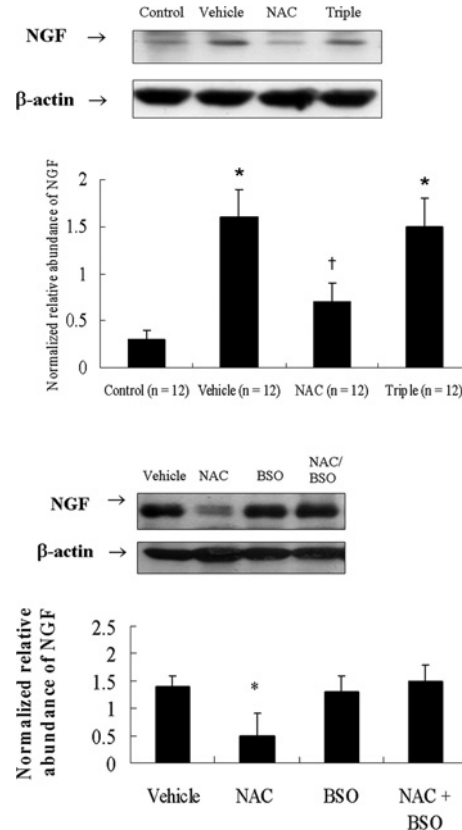 Control Vehicle NAC Triple
NGF →
β-actin →
Normalized relative abundance of NGF
2
1.5
1
0.5
0
*
†
*
Control (n = 12) Vehicle (n = 12) NAC (n = 12) Triple (n = 12)
Vehicle NAC BSO NAC/
BSO
NGF →
β-actin →
Normalized relative
abundance of NGF
2.5
2
1.5
1
0.5
0
*
Vehicle NAC BSO NAC +
BSO